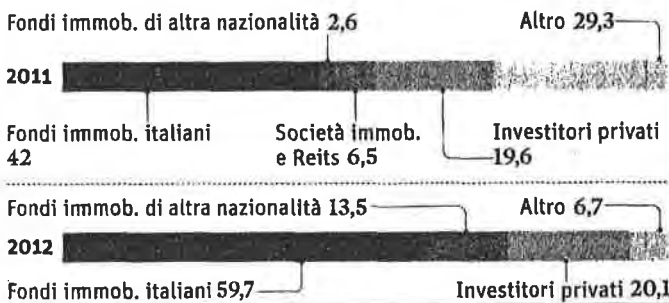 Fondi immob. di altra nazionalità 2,6 Altro 29,3
2011
Fondi immob. italiani 42
Società immob. e Reits 6,5
Investitori privati 19,6
Fondi immob. di altra nazionalità 13,5 Altro 6,7
2012
Fondi immob. italiani 59,7 Investitori privati 20,1